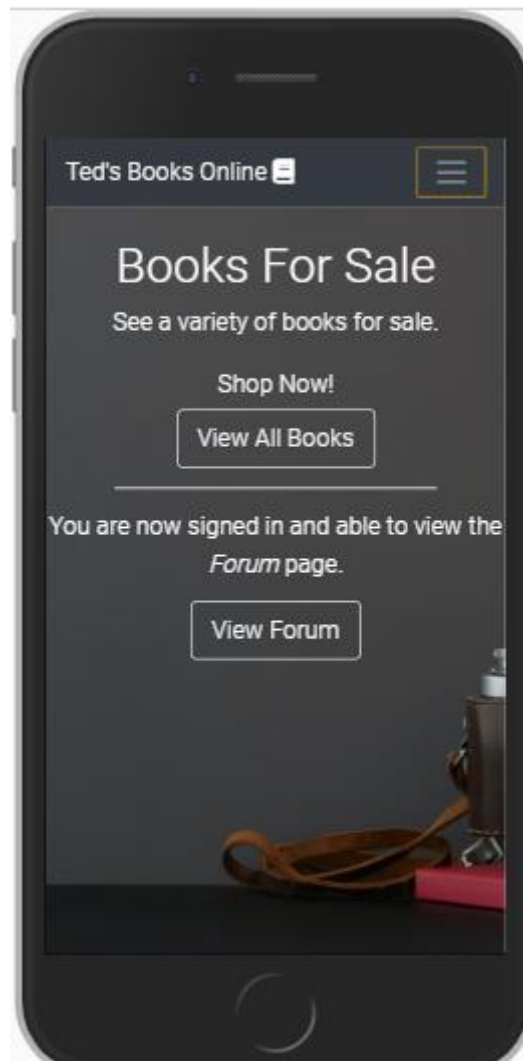 Ted's Books Online
Books For Sale
See a variety of books for sale.
Shop Now!
View All Books
You are now signed in and able to view the
Forum page.
View Forum